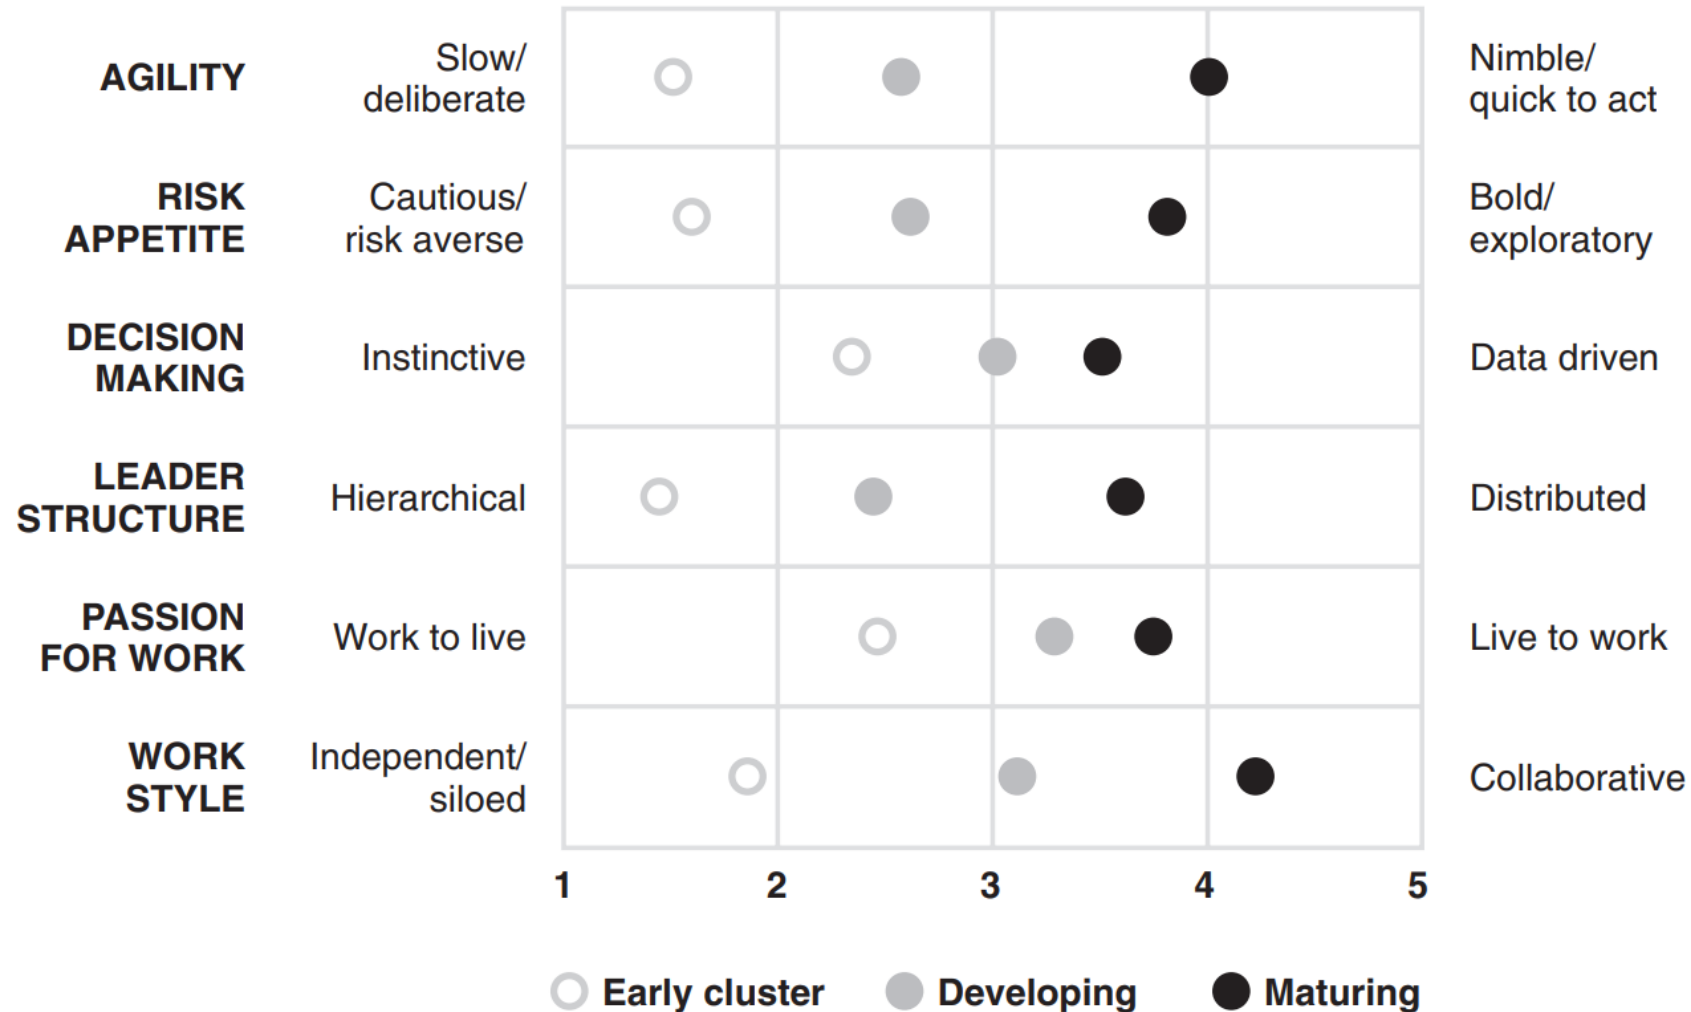 AGILITY
Slow/
deliberate
Nimble/
quick to act
RISK
APPETITE
Cautious/
risk averse
Bold/
exploratory
DECISION
MAKING
Instinctive
Data driven
LEADER
STRUCTURE
Hierarchical
Distributed
PASSION
FOR WORK
Work to live
Live to work
WORK
STYLE
Independent/
siloed
Collaborative
1 2 3 4 5
Early cluster Developing Maturing